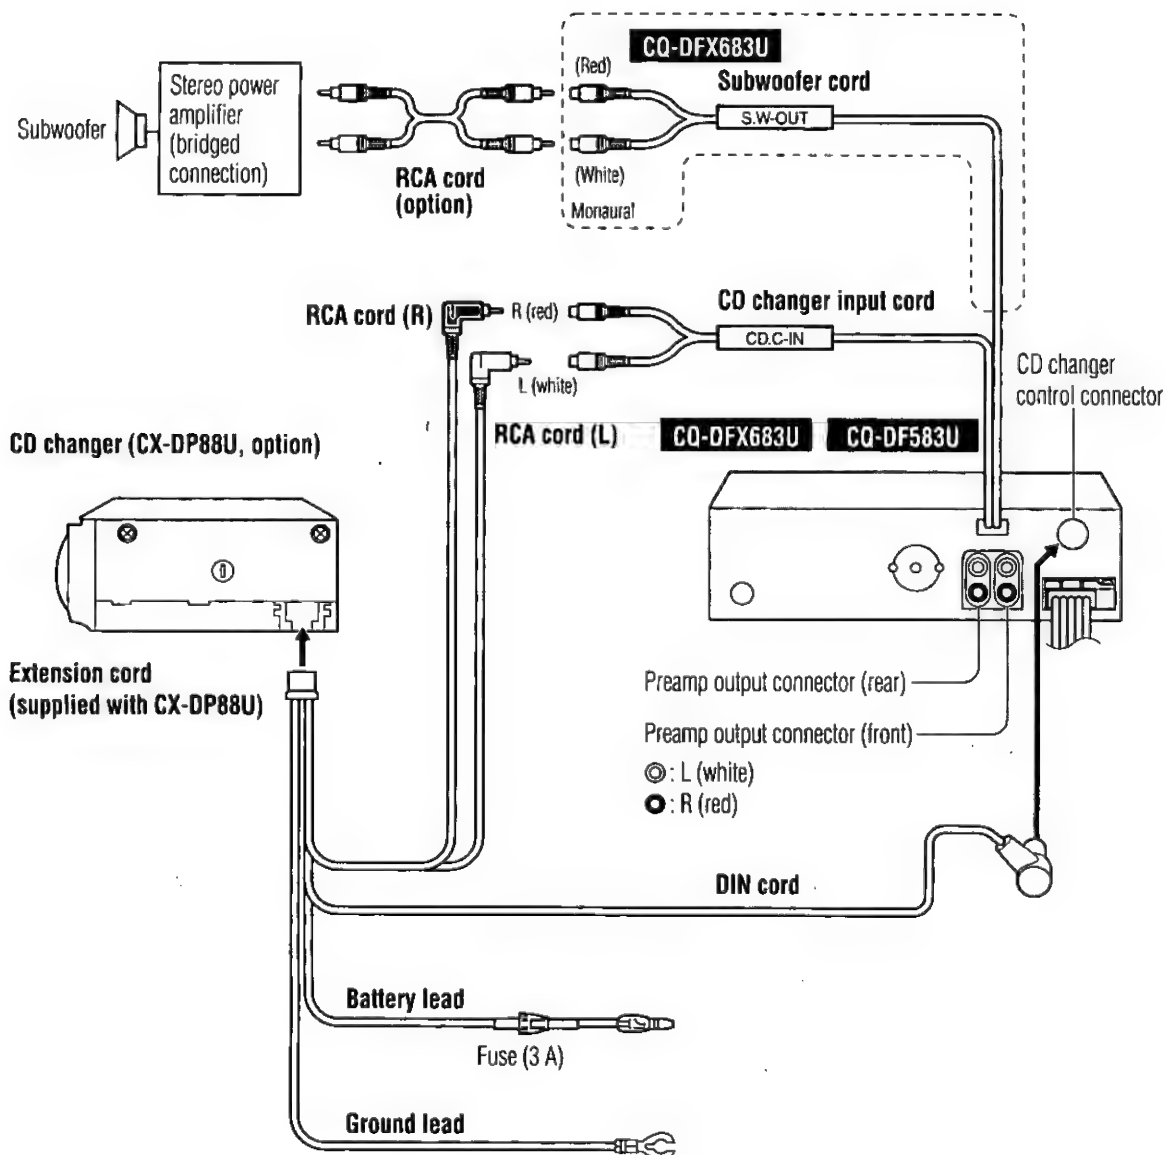 CQ-DFX683U
(Red)
Subwoofer cord
S.W-OUT
Stereo power
amplifier
(bridged
connection)
Subwoofer
RCA cord
(option)
(White)
Monaural
RCA cord (R)
R (red)
CD changer input cord
CD.C-IN
L (white)
CD changer
control connector
RCA cord (L)
CQ-DFX683U
CQ-DF583U
CD changer (CX-DP88U, option)
Extension cord
(supplied with CX-DP88U)
Preamp output connector (rear)
Preamp output connector (front)
: L (white)
: R (red)
DIN cord
Battery lead
Fuse (3 A)
Ground lead